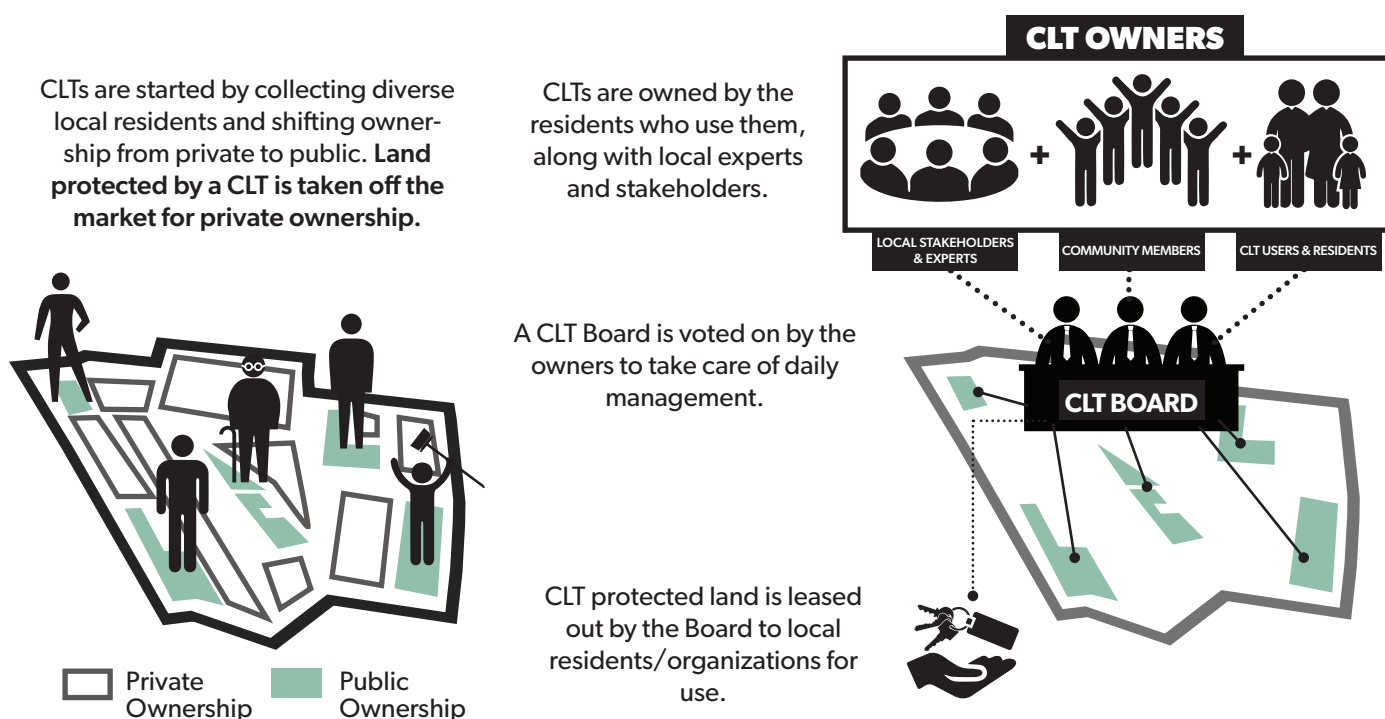 CLTs are started by collecting diverse
local residents and shifting owner-
ship from private to public. Land
protected by a CLT is taken off the
market for private ownership.
CLTs are owned by the
residents who use them,
along with local experts
and stakeholders.
CLT OWNERS
+
+
LOCAL STAKEHOLDERS
& EXPERTS
COMMUNITY MEMBERS
CLT USERS & RESIDENTS
A CLT Board is voted on by the
owners to take care of daily
management.
CLT BOARD
CLT protected land is leased
out by the Board to local
residents/organizations for
use.
Private
Ownership
Public
Ownership